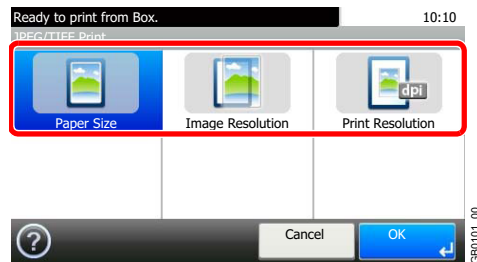 Ready to print from Box.
10:10
JPEG/TIFF Print
dpi
Paper Size
Image Resolution
Print Resolution
?
Cancel
OK
GB0101_00